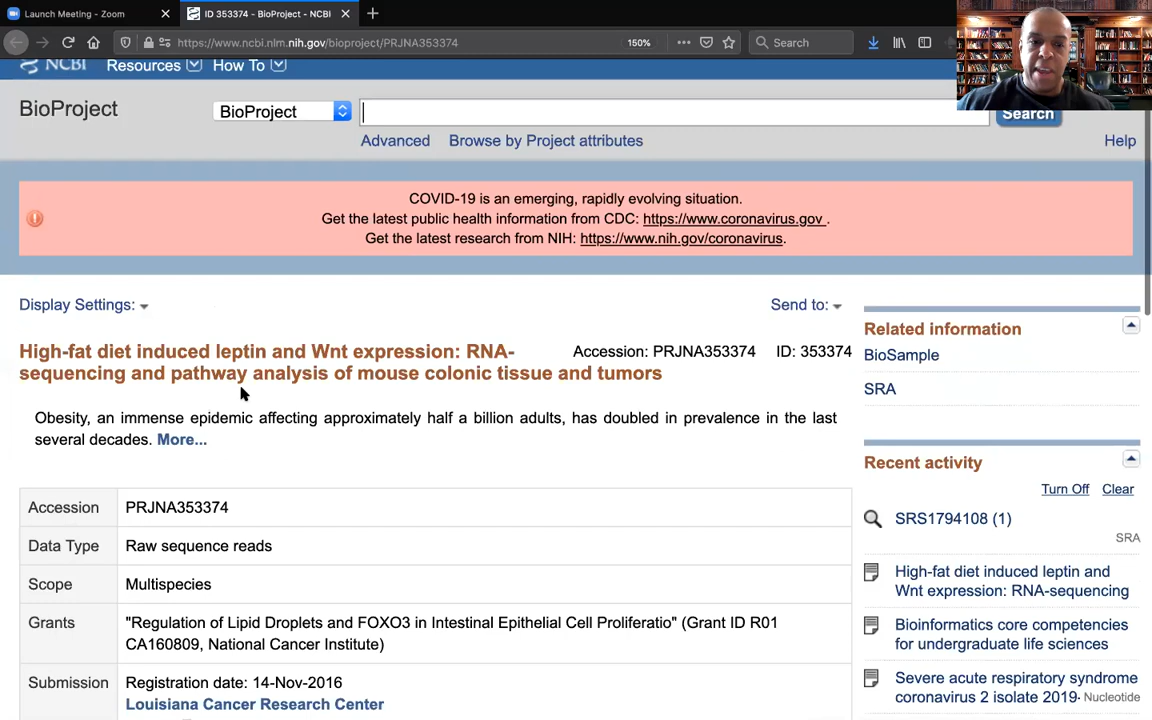 Launch Meeting - Zoom
ID 353374 - BioProject - NCBI
https://www.ncbi.nlm.nih.gov/bioproject/PRJNA353374
150%
Search
NCBI
Resources
How To
BioProject
BioProject
Search
Advanced
Browse by Project attributes
Help
COVID-19 is an emerging, rapidly evolving situation.
Get the latest public health information from CDC: https://www.coronavirus.gov .
Get the latest research from NIH: https://www.nih.gov/coronavirus.
Display Settings:
Send to:
High-fat diet induced leptin and Wnt expression: RNA-
sequencing and pathway analysis of mouse colonic tissue and tumors
Accession: PRJNA353374 ID: 353374
Obesity, an immense epidemic affecting approximately half a billion adults, has doubled in prevalence in the last
several decades. More...
Accession PRJNA353374
Data Type Raw sequence reads
Scope Multispecies
Grants "Regulation of Lipid Droplets and FOXO3 in Intestinal Epithelial Cell Proliferatio" (Grant ID R01
CA160809, National Cancer Institute)
Submission Registration date: 14-Nov-2016
Louisiana Cancer Research Center
Related information
BioSample
SRA
Recent activity
Turn Off Clear
SRS1794108 (1)
SRA
High-fat diet induced leptin and
Wnt expression: RNA-sequencing
Bioinformatics core competencies
for undergraduate life sciences
Severe acute respiratory syndrome
coronavirus 2 isolate 2019- Nucleotide